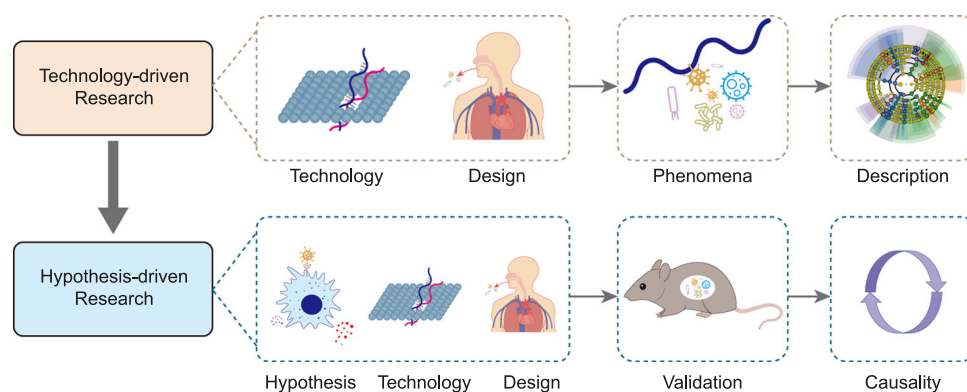 Technology-driven
Research
Technology
Design
Phenomena
Description
Hypothesis-driven
Research
Hypothesis
Technology
Design
Validation
Causality